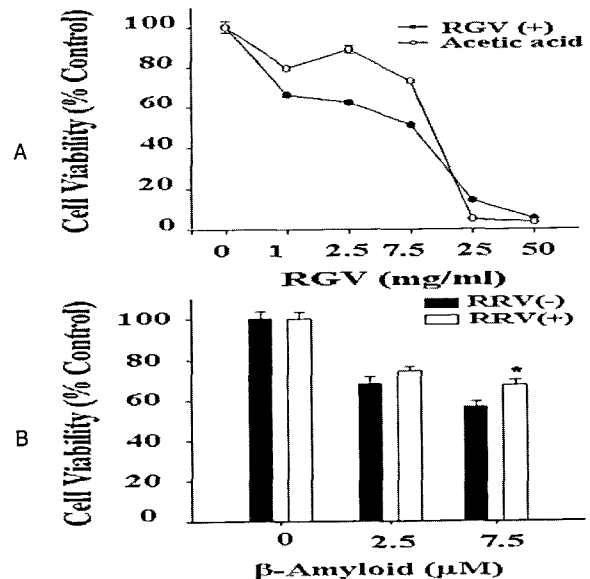 A
Cell Viability (% Control)
100
80
60
40
20
0
RGV (+)
Acetic acid
0 1 2.5 7.5 25 50
RGV (mg/ml)
B
Cell Viability (% Control)
100
80
60
40
20
0
RRV(-)
RRV(+)
*
0 2.5 7.5
β-Amyloid (μM)